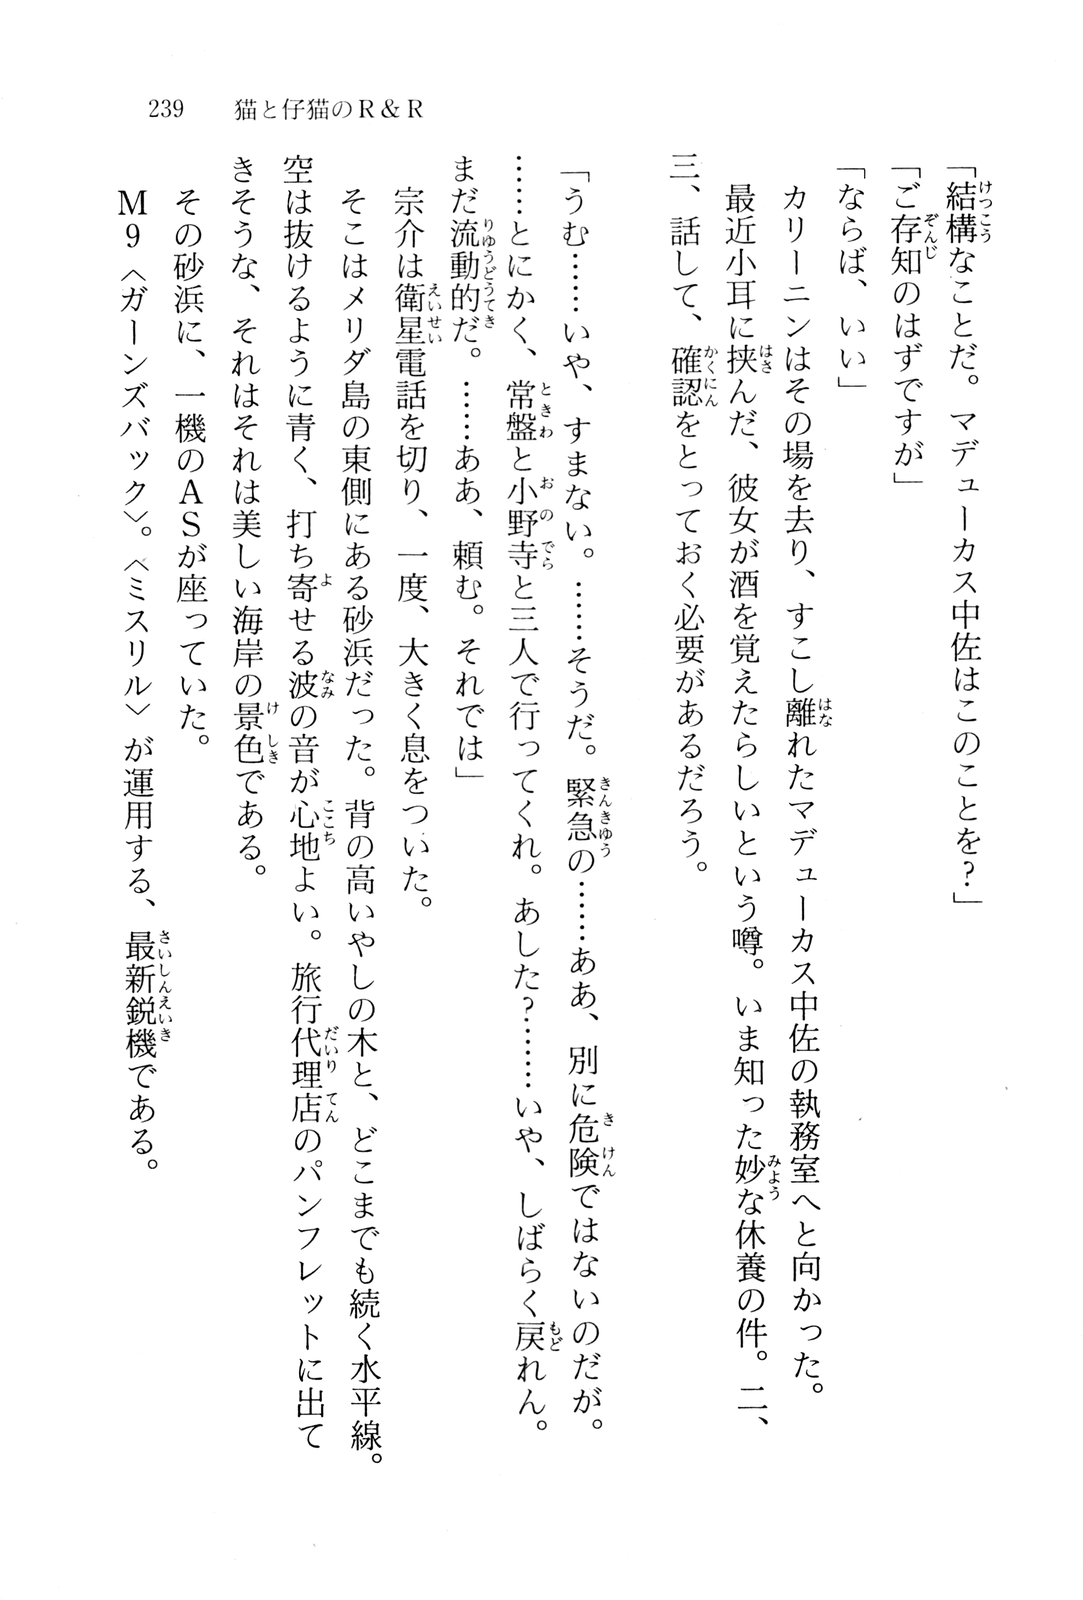 239　猫と仔猫のR＆R
「結構なことだ。マデューカス中佐はこのことを？」
「ご存知のはずですが」
「ならば、いい」
　カリーニンはその場を去り、すこし離れたマデューカス中佐の執務室へと向かった。
　最近小耳に挟んだ、彼女が酒を覚えたらしいという噂。いま知った妙な休養の件。二、
三、話して、確認をとっておく必要があるだろう。
「うむ……いや、すまない。……そうだ。緊急の……ああ、別に危険ではないのだが。
……とにかく、常盤と小野寺と三人で行ってくれ。あした？……いや、しばらく戻れん。
まだ流動的だ。……ああ、頼む。それでは」
　宗介は衛星電話を切り、一度、大きく息をついた。
　そこはメリダ島の東側にある砂浜だった。背の高いやしの木と、どこまでも続く水平線。
空は抜けるように青く、打ち寄せる波の音が心地よい。旅行代理店のパンフレットに出て
きそうな、それはそれは美しい海岸の景色である。
　その砂浜に、一機のASが座っていた。
　M9〈ガーンズバック〉。〈ミスリル〉が運用する、最新鋭機である。